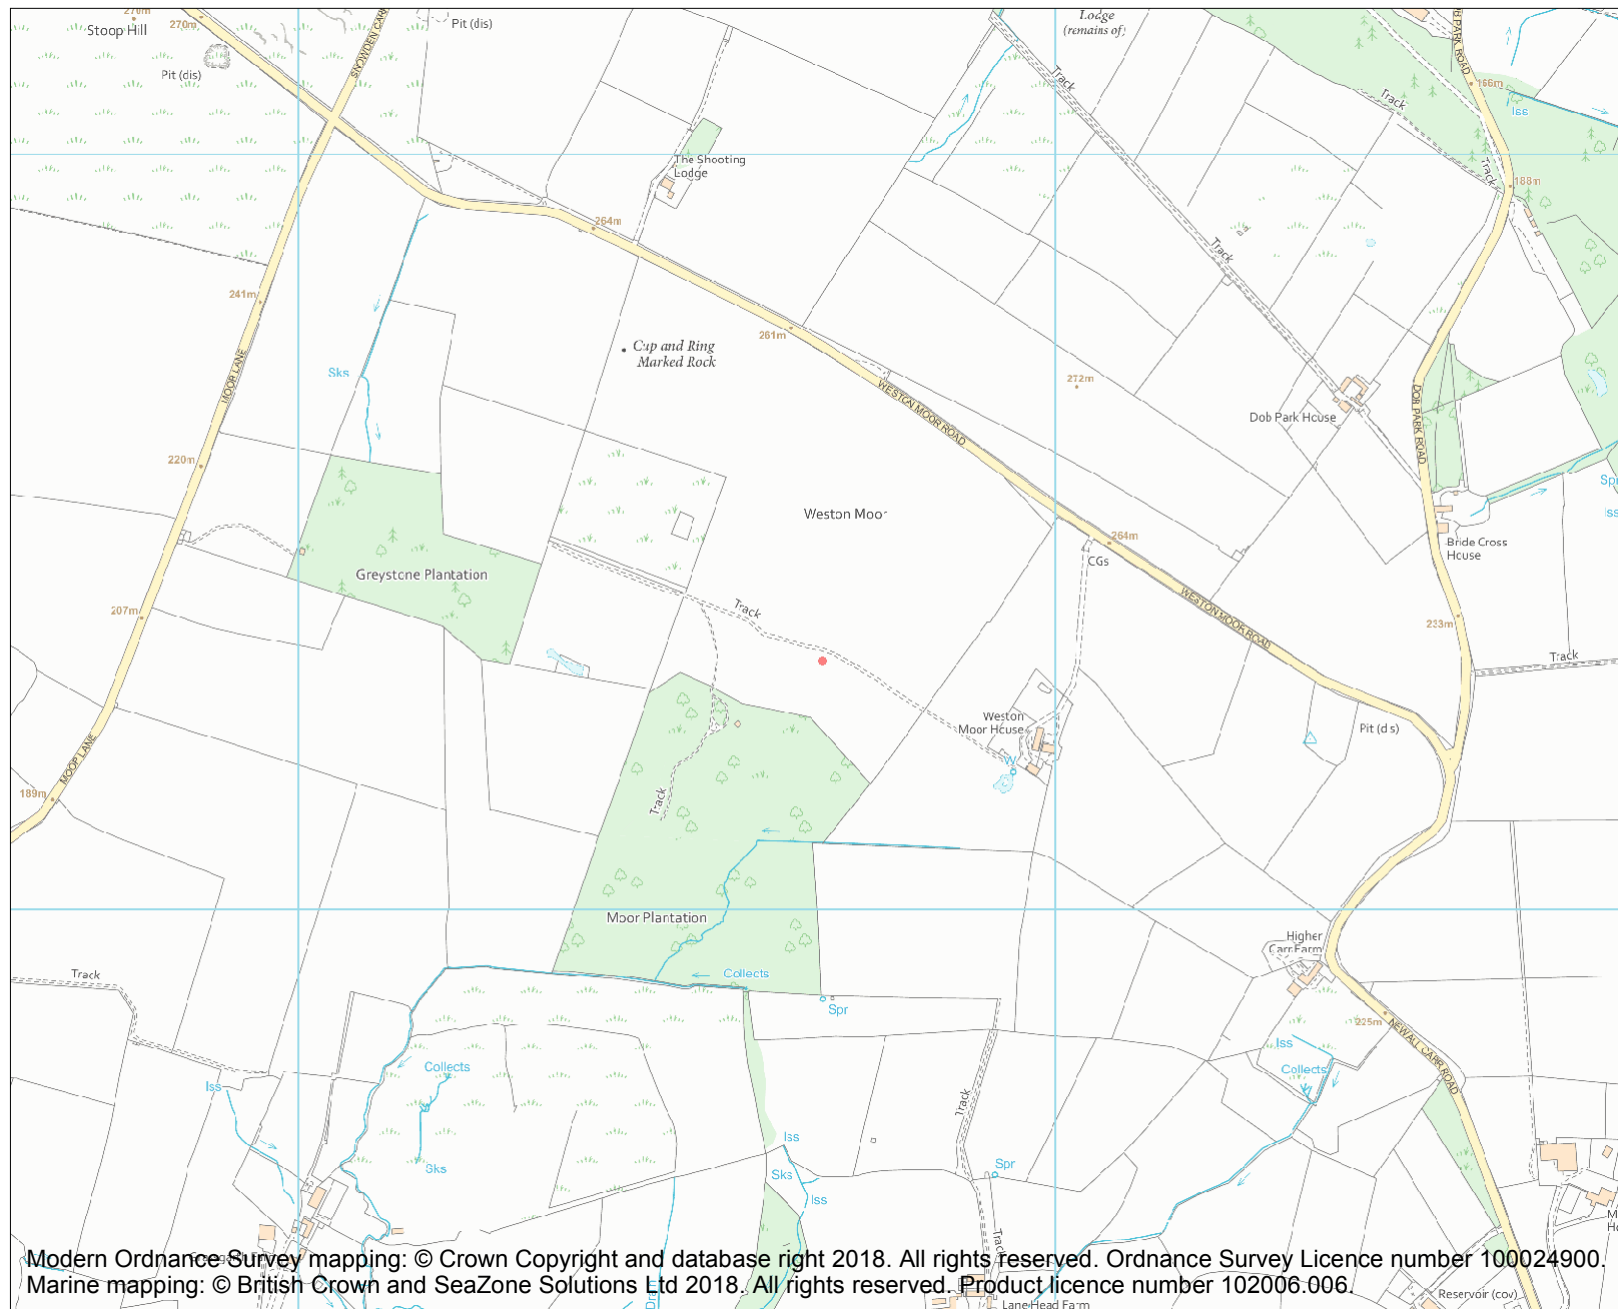 270m
270m
Stoop Hill
Pit (dis)
Pit (dis)
Lodge
(remains of)
Track
Track
166m
Iss
Track
188m
The Shooting
Lodge
264m
Track
241m
MOOR LANE
261m
Cup and Ring
Marked Rock
Sks
WESTON MOOR ROAD
272m
Dob Park House
DOB PARK ROAD
220m
Weston Moor
264m
CGs
Bride Cross
House
Iss
Greystone Plantation
207m
Track
WESTON MOOR ROAD
233m
Track
Weston
Moor House
W
Pit (dis)
MOOR LANE
189m
Track
Moor Plantation
Higher
Carr Farm
Track
Collects
Spr
225m
NEWALL CARR ROAD
Iss
Collects
Collects
Iss
Track
Sks
Iss
Sks
Spr
Iss
Track
Drain
Modern Ordnance Survey mapping: © Crown Copyright and database right 2018. All rights reserved. Ordnance Survey Licence number 100024900.
Marine mapping: © British Crown and SeaZone Solutions Ltd 2018. All rights reserved. Product licence number 102006.006.
Reservoir (cov)
Lane Head Farm